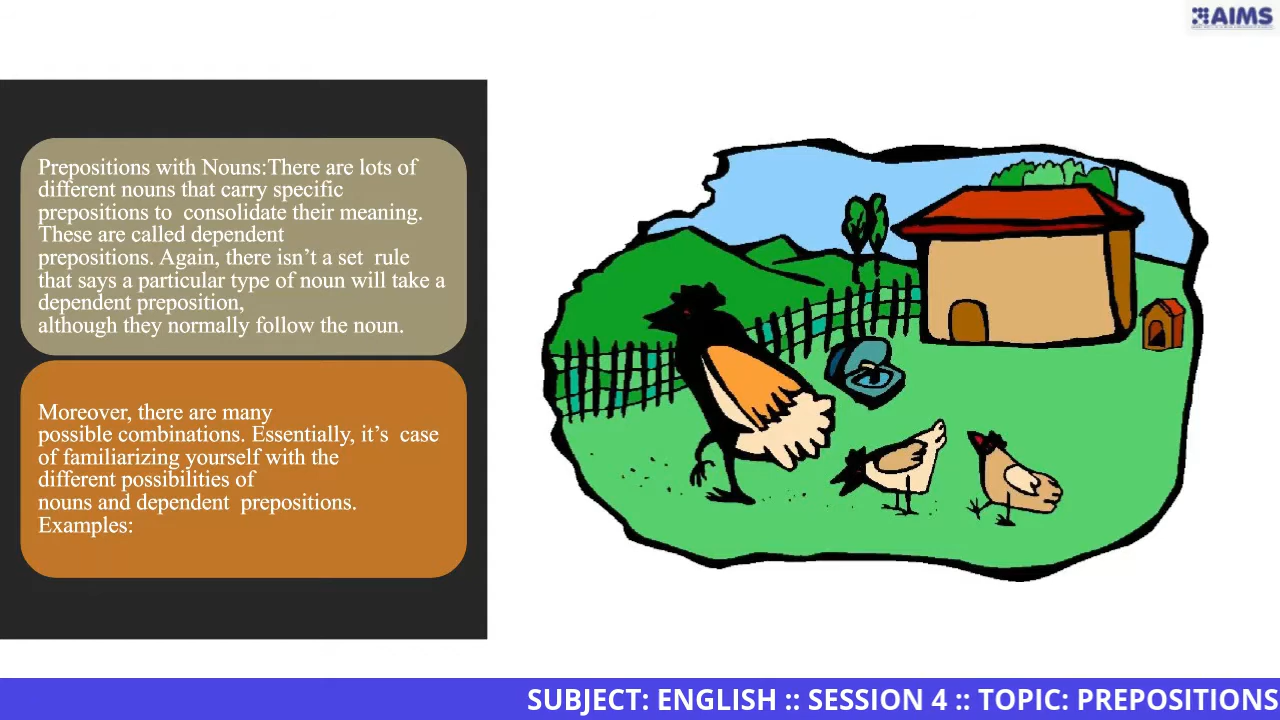 AIMS
Prepositions with Nouns:There are lots of
different nouns that carry specific
prepositions to  consolidate their meaning.
These are called dependent
prepositions. Again, there isn’t a set  rule
that says a particular type of noun will take a
dependent preposition,
although they normally follow the noun.
Moreover, there are many
possible combinations. Essentially, it’s  case
of familiarizing yourself with the
different possibilities of
nouns and dependent  prepositions.
Examples:
SUBJECT: ENGLISH :: SESSION 4 :: TOPIC: PREPOSITIONS